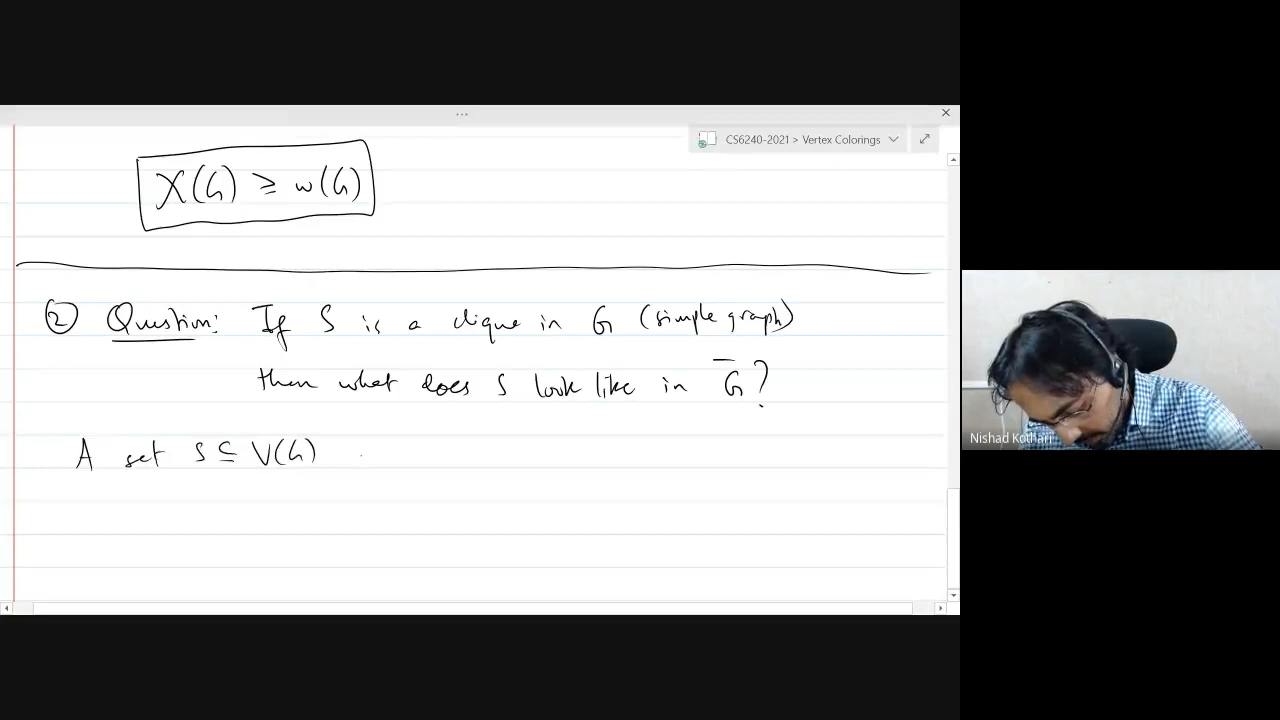 CS6240-2021 > Vertex Colorings
χ(G) ≥ ω(G)
② Question: If S is a clique in G (simple graph)
then what does S look like in G̅?
Nishad Kothari
A set S ⊆ V(G)